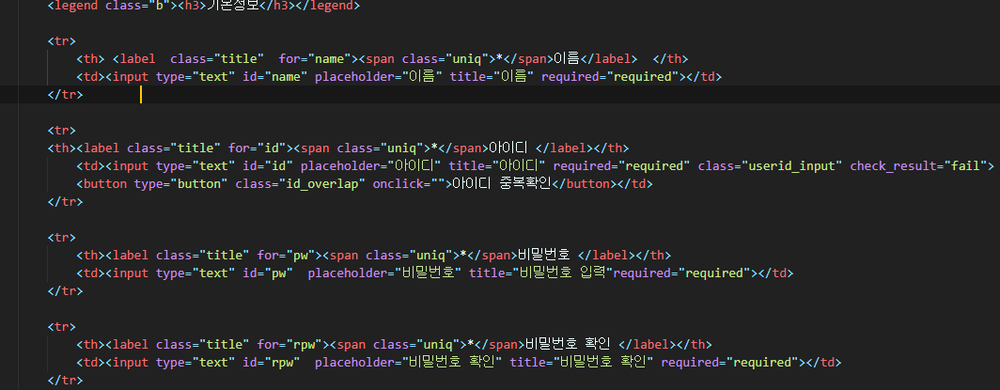 <legend class="b"><h3>기본정보</h3></legend>
<tr>
<th> <label  class="title"  for="name"><span class="uniq">*</span>이름</label>  </th>
<td><input type="text" id="name" placeholder="이름" title="이름" required="required"></td>
</tr>
<tr>
<th><label class="title" for="id"><span class="uniq">*</span>아이디 </label></th>
<td><input type="text" id="id" placeholder="아이디" title="아이디" required="required" class="userid_input" check_result="fail">
<button type="button" class="id_overlap" onclick="">아이디 중복확인</button></td>
</tr>
<tr>
<th><label class="title" for="pw"><span class="uniq">*</span>비밀번호 </label></th>
<td><input type="text" id="pw"  placeholder="비밀번호" title="비밀번호 입력"required="required"></td>
</tr>
<tr>
<th><label class="title" for="rpw"><span class="uniq">*</span>비밀번호 확인 </label></th>
<td><input type="text" id="rpw"  placeholder="비밀번호 확인" title="비밀번호 확인" required="required"></td>
</tr>